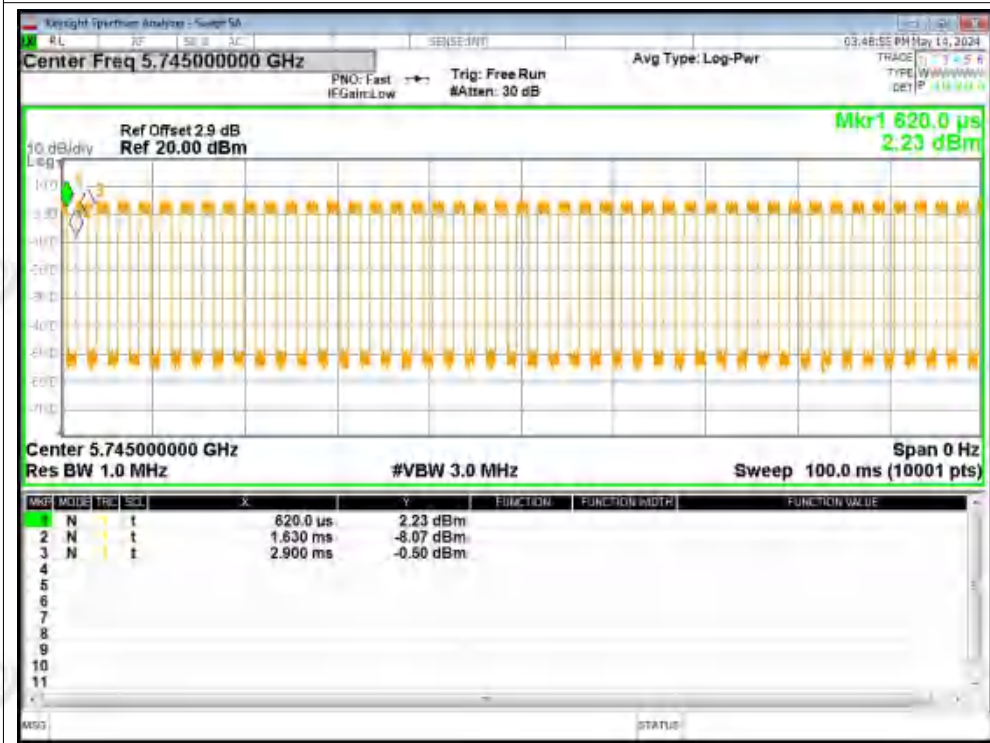 Keysight Spectrum Analyzer - Swept SA
RL RF AC SENSE:INT 03:48:55 PM May 14, 2024
Center Freq 5.745000000 GHz
PNO: Fast Trig: Free Run
IFGain:Low #Atten: 30 dB
Avg Type: Log-Pwr
TRACE
TYPE
DET P
Mkr1 620.0 µs
2.23 dBm
Ref Offset 2.9 dB
10 dB/div Ref 20.00 dBm
Log
1
3
Center 5.745000000 GHz Span 0 Hz
Res BW 1.0 MHz #VBW 3.0 MHz Sweep 100.0 ms (10001 pts)
MKR MODE TRC SCL X Y FUNCTION FUNCTION WIDTH FUNCTION VALUE
1 N 1 t 620.0 µs 2.23 dBm
2 N 1 t 1.630 ms -8.07 dBm
3 N 1 t 2.900 ms -0.50 dBm
4
5
6
7
8
9
10
11
MSG STATUS